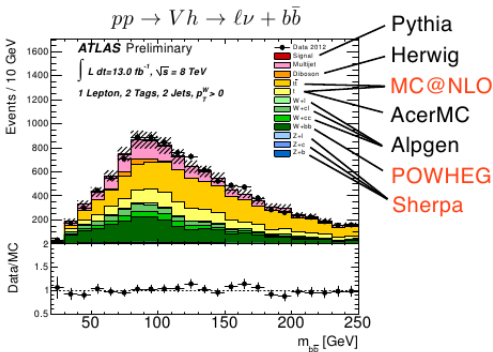 pp → Vh → ℓν + bb̄
ATLAS Preliminary
∫ L dt=13.0 fb⁻¹, √s = 8 TeV
1 Lepton, 2 Tags, 2 Jets, p_T^W > 0
Events / 10 GeV
1600
1400
1200
1000
800
600
400
200
Data 2012
Signal
Multijet
Diboson
tt̄
t
W+l
W+cl
W+cc
W+bb
Z+l
Z+c
Z+b
Pythia
Herwig
MC@NLO
AcerMC
Alpgen
POWHEG
Sherpa
Data/MC
2
1.5
1
0.5
50 100 150 200 250
m_bb̄ [GeV]